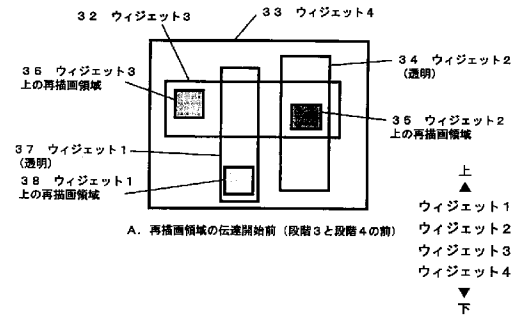 32 ウィジェット3
33 ウィジェット4
34 ウィジェット2
(透明)
36 ウィジェット3
上の再描画領域
35 ウィジェット2
上の再描画領域
37 ウィジェット1
(透明)
38 ウィジェット1
上の再描画領域
A. 再描画領域の伝達開始前(段階3と段階4の前)
上
▲
ウィジェット1
ウィジェット2
ウィジェット3
ウィジェット4
▼
下